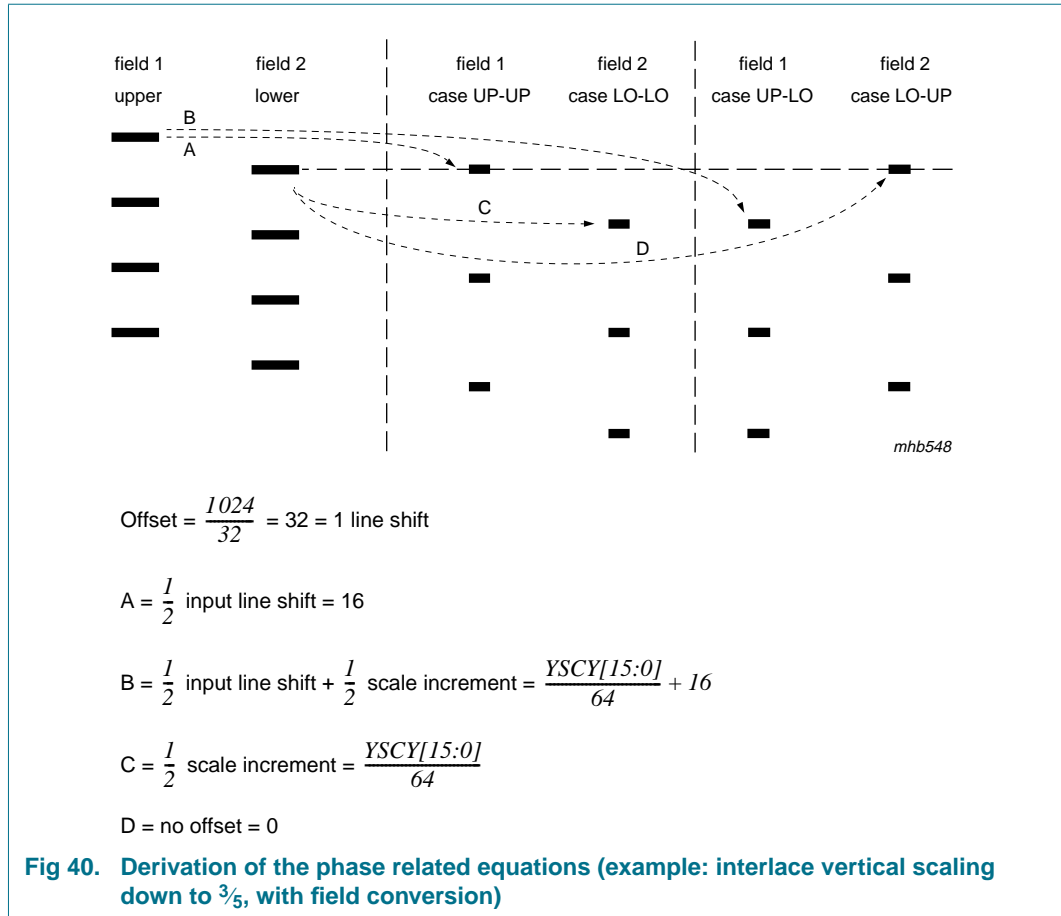 field 1 field 2 field 1 field 2 field 1 field 2
upper lower case UP-UP case LO-LO case UP-LO case LO-UP
B
A
C
D
mhb548
Offset = 1024/32 = 32 = 1 line shift
A = 1/2 input line shift = 16
B = 1/2 input line shift + 1/2 scale increment = YSCY[15:0]/64 + 16
C = 1/2 scale increment = YSCY[15:0]/64
D = no offset = 0
Fig 40. Derivation of the phase related equations (example: interlace vertical scaling
down to 3/5, with field conversion)